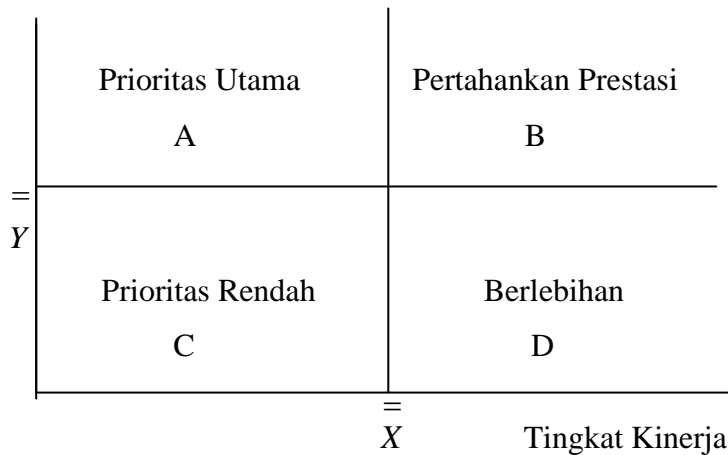 Prioritas Utama
A
Pertahankan Prestasi
B
=
Y
Prioritas Rendah
C
Berlebihan
D
=
X
Tingkat Kinerja